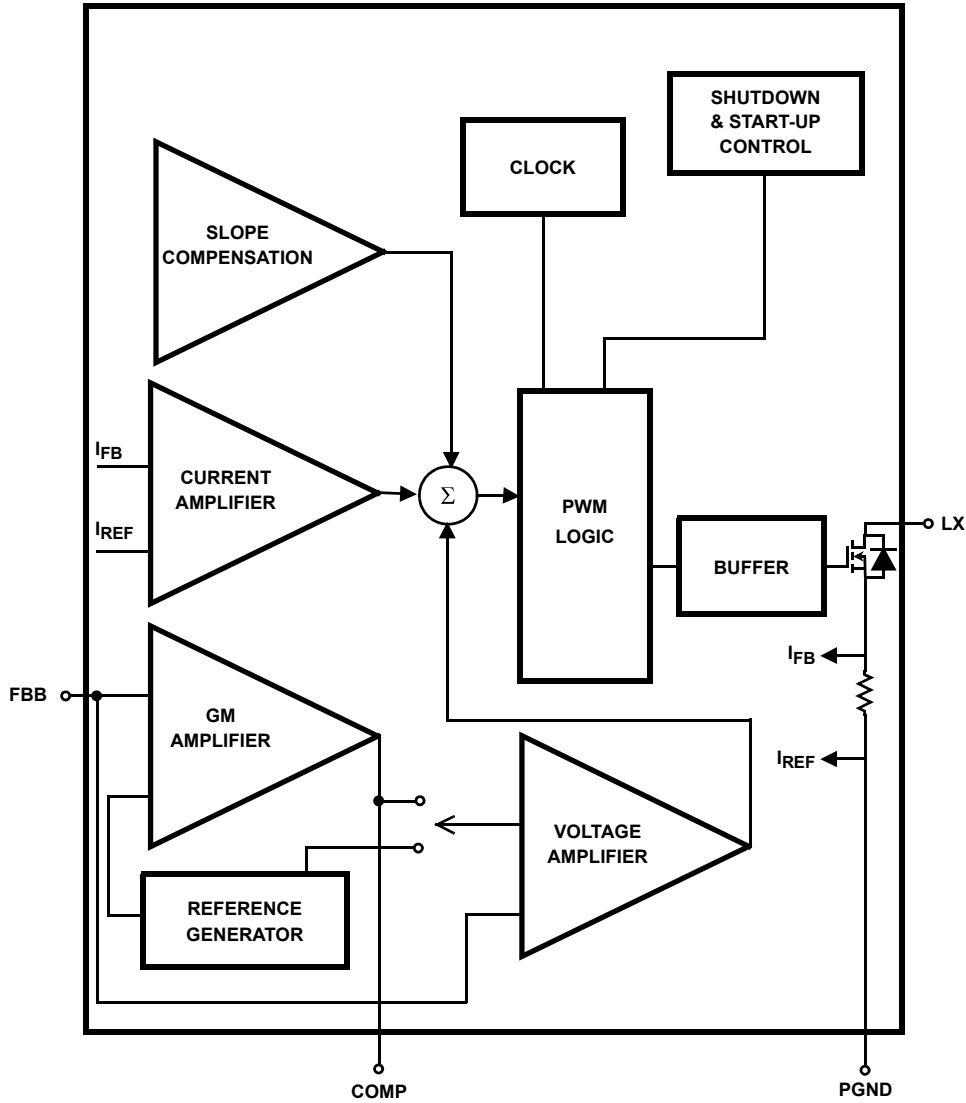 SHUTDOWN
& START-UP
CONTROL
CLOCK
SLOPE
COMPENSATION
IFB
CURRENT
AMPLIFIER
IREF
Σ
PWM
LOGIC
LX
BUFFER
IFB
FBB
GM
AMPLIFIER
IREF
VOLTAGE
AMPLIFIER
REFERENCE
GENERATOR
COMP
PGND